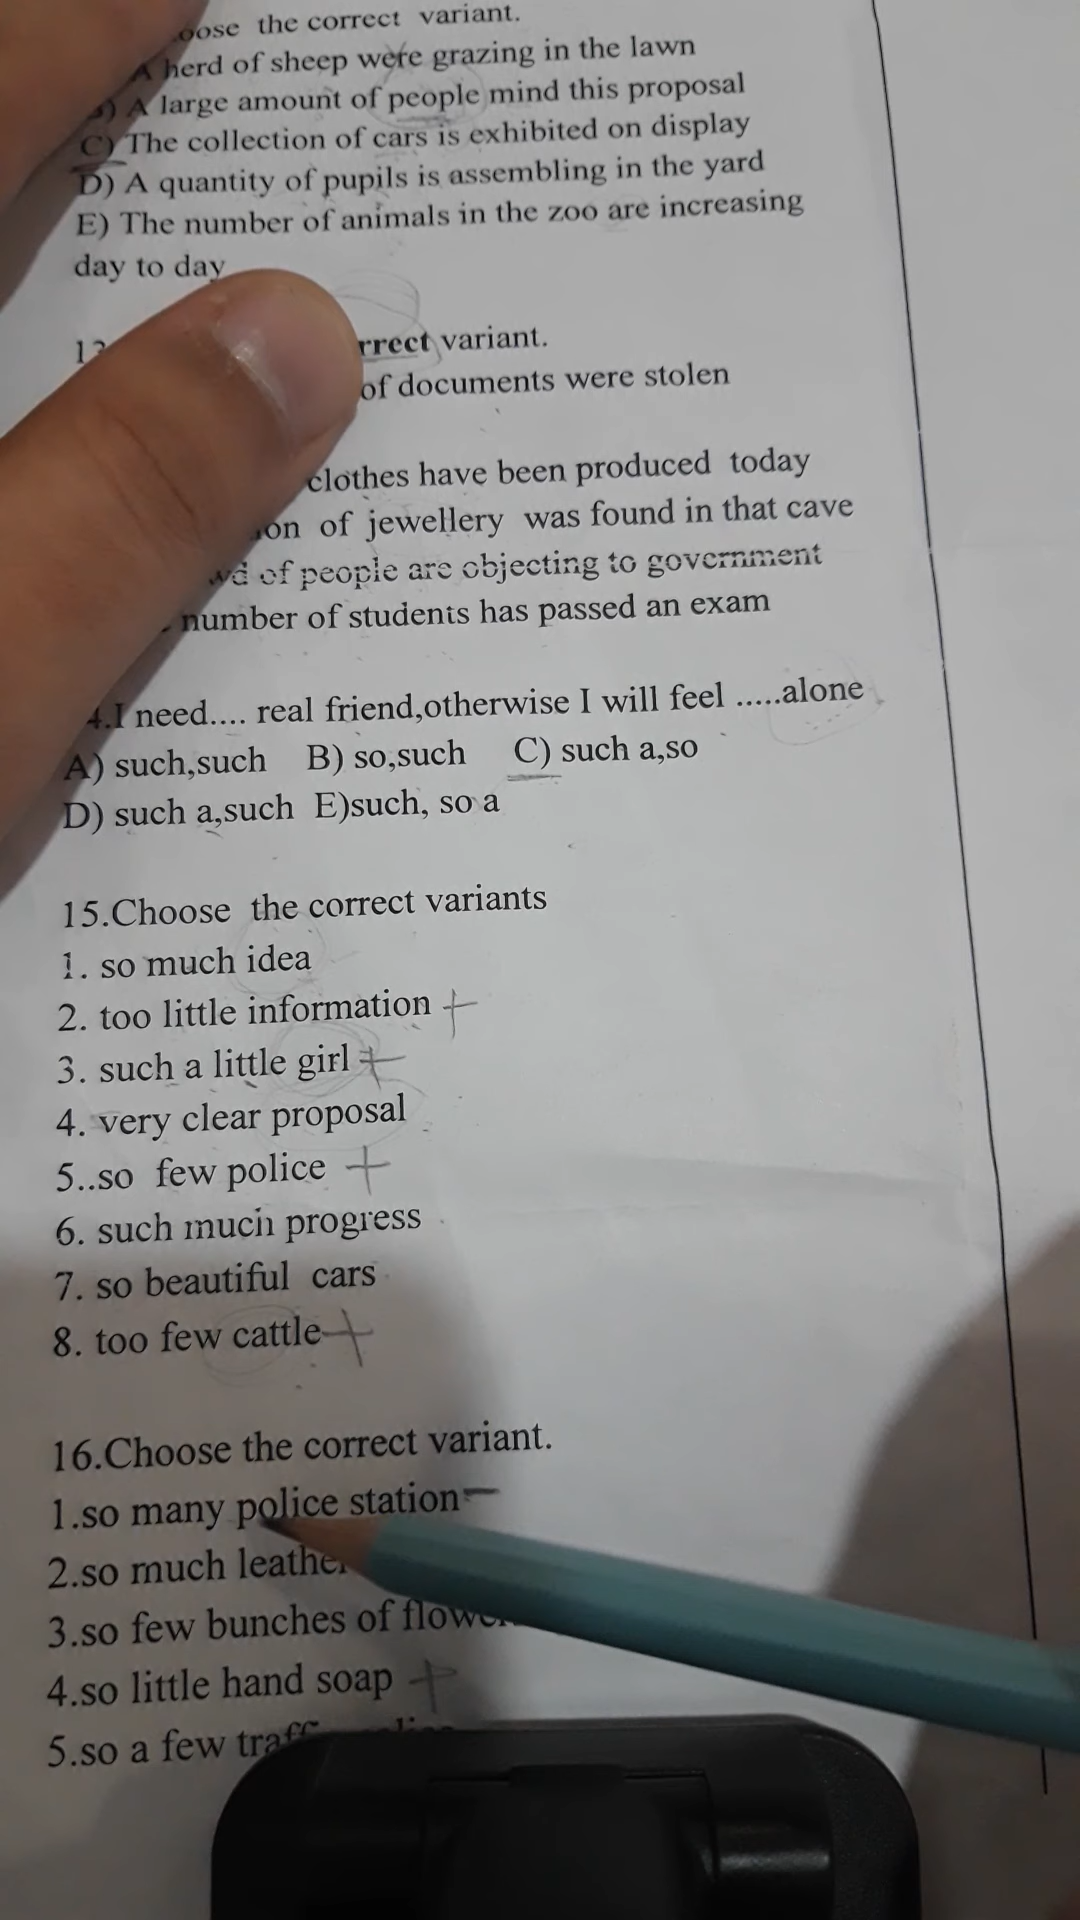 the correct variant.
herd of sheep were grazing in the lawn
A large amount of people mind this proposal
C) The collection of cars is exhibited on display
D) A quantity of pupils is assembling in the yard
E) The number of animals in the zoo are increasing
day to day
variant.
of documents were stolen
clothes have been produced today
of jewellery was found in that cave
of people are objecting to government
number of students has passed an exam
4.I need.... real friend,otherwise I will feel .....alone
A) such,such B) so,such C) such a,so
D) such a,such E)such, so a
15.Choose the correct variants
1. so much idea
2. too little information +
3. such a little girl +
4. very clear proposal
5..so few police +
6. such much progress
7. so beautiful cars
8. too few cattle +
16.Choose the correct variant.
1.so many police station -
2.so much
3.so few bunches of
4.so little hand soap +
5.so a few